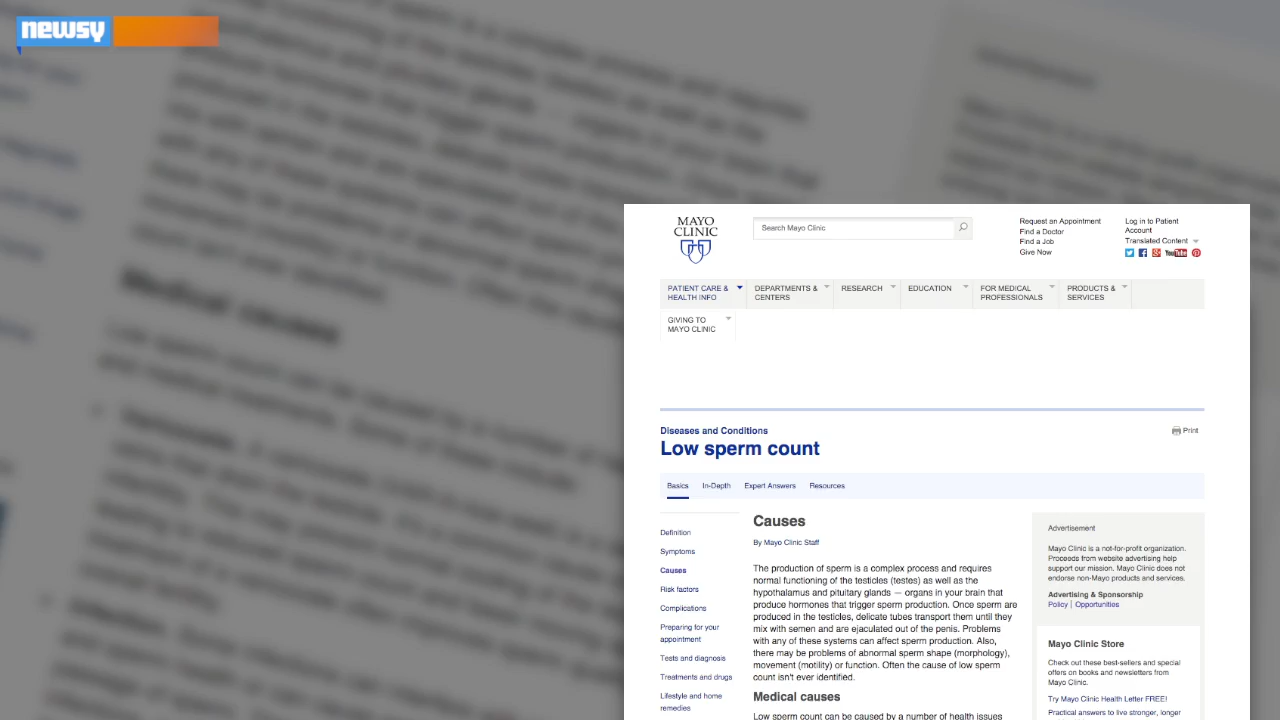 newsy
MAYO
CLINIC
Search Mayo Clinic
Request an Appointment
Find a Doctor
Find a Job
Give Now
Log in to Patient
Account
Translated Content
YouTube
PATIENT CARE &
HEALTH INFO
DEPARTMENTS &
CENTERS
RESEARCH
EDUCATION
FOR MEDICAL
PROFESSIONALS
PRODUCTS &
SERVICES
GIVING TO
MAYO CLINIC
Diseases and Conditions
Low sperm count
Print
Basics
In-Depth
Expert Answers
Resources
Definition
Symptoms
Causes
Risk factors
Complications
Preparing for your
appointment
Tests and diagnosis
Treatments and drugs
Lifestyle and home
remedies
Causes
By Mayo Clinic Staff
The production of sperm is a complex process and requires
normal functioning of the testicles (testes) as well as the
hypothalamus and pituitary glands — organs in your brain that
produce hormones that trigger sperm production. Once sperm are
produced in the testicles, delicate tubes transport them until they
mix with semen and are ejaculated out of the penis. Problems
with any of these systems can affect sperm production. Also,
there may be problems of abnormal sperm shape (morphology),
movement (motility) or function. Often the cause of low sperm
count isn't ever identified.
Medical causes
Low sperm count can be caused by a number of health issues
Advertisement
Mayo Clinic is a not-for-profit organization.
Proceeds from website advertising help
support our mission. Mayo Clinic does not
endorse non-Mayo products and services.
Advertising & Sponsorship
Policy | Opportunities
Mayo Clinic Store
Check out these best-sellers and special
offers on books and newsletters from
Mayo Clinic.
Try Mayo Clinic Health Letter FREE!
Practical answers to live stronger, longer
Medical causes